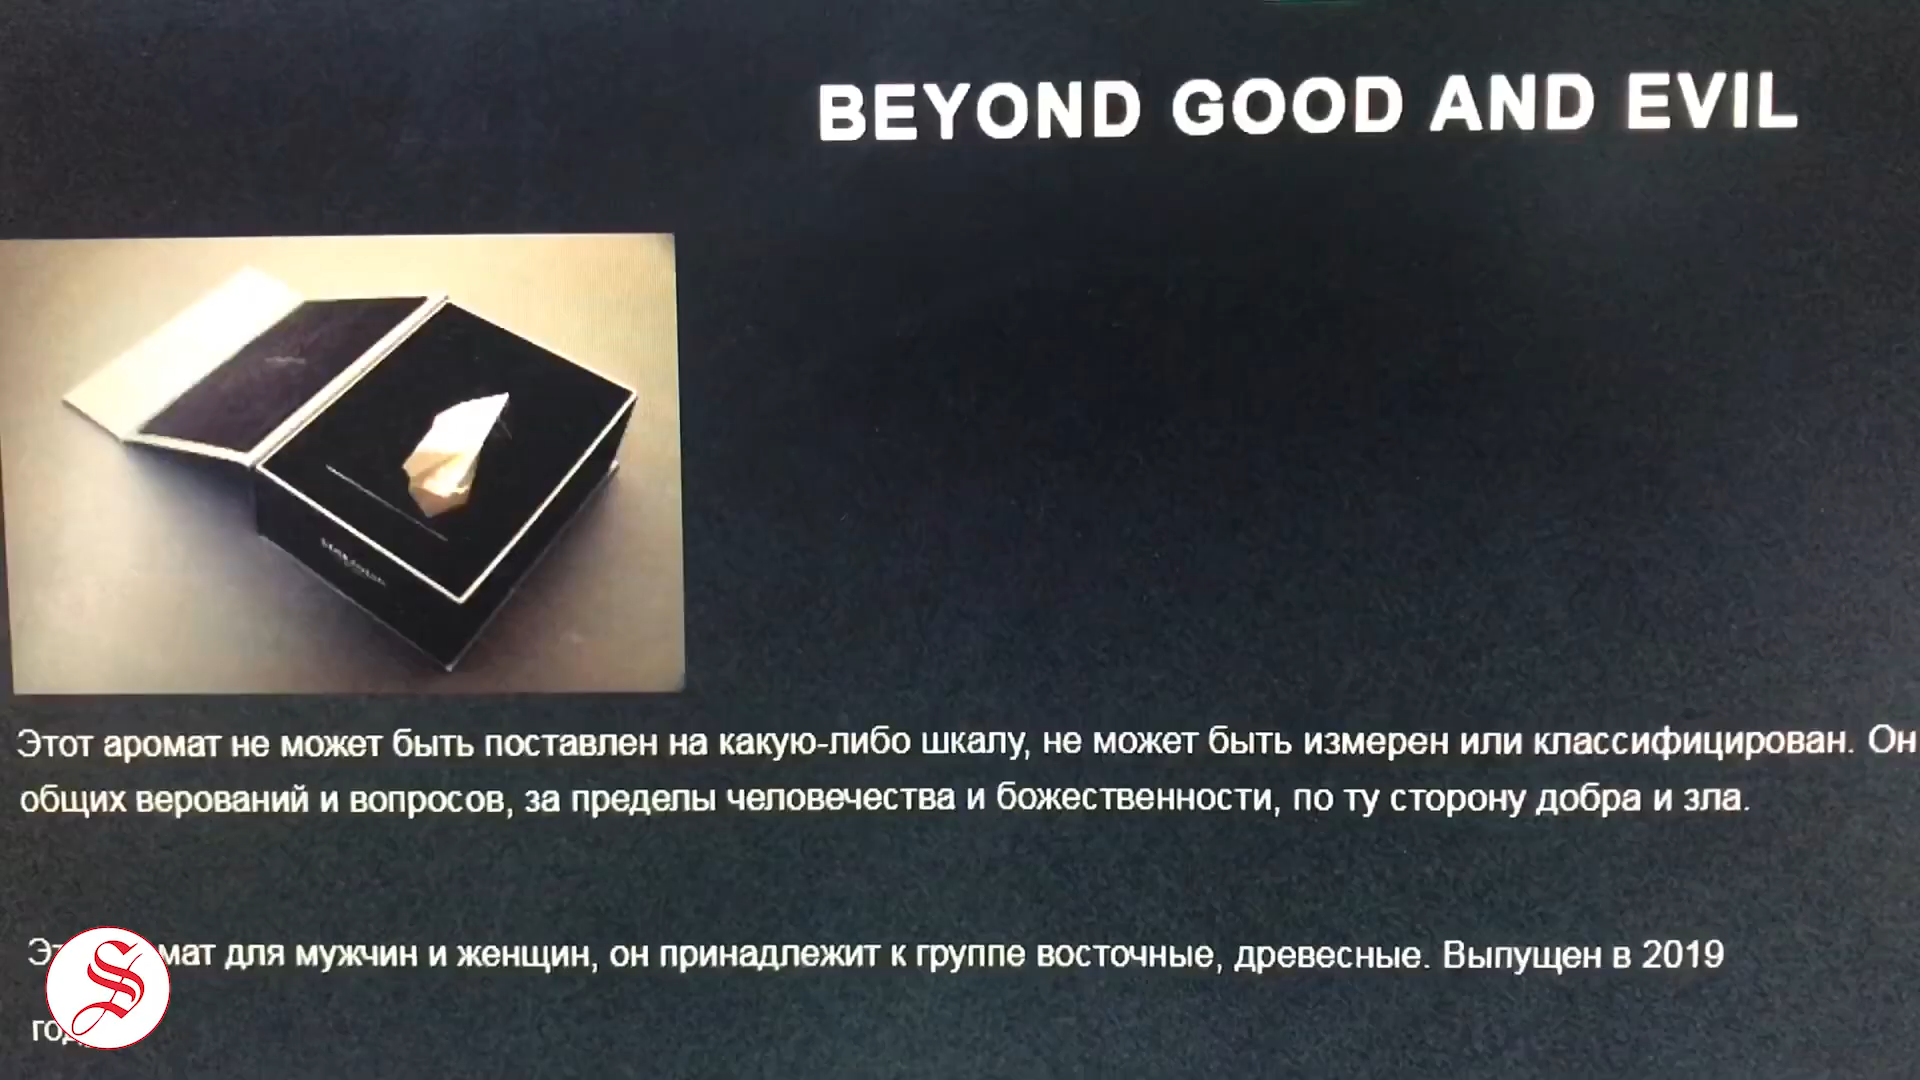 BEYOND GOOD AND EVIL
Этот аромат не может быть поставлен на какую-либо шкалу, не может быть измерен или классифицирован. Он
общих верований и вопросов, за пределы человечества и божественности, по ту сторону добра и зла.
для мужчин и женщин, он принадлежит к группе восточные, древесные. Выпущен в 2019
S